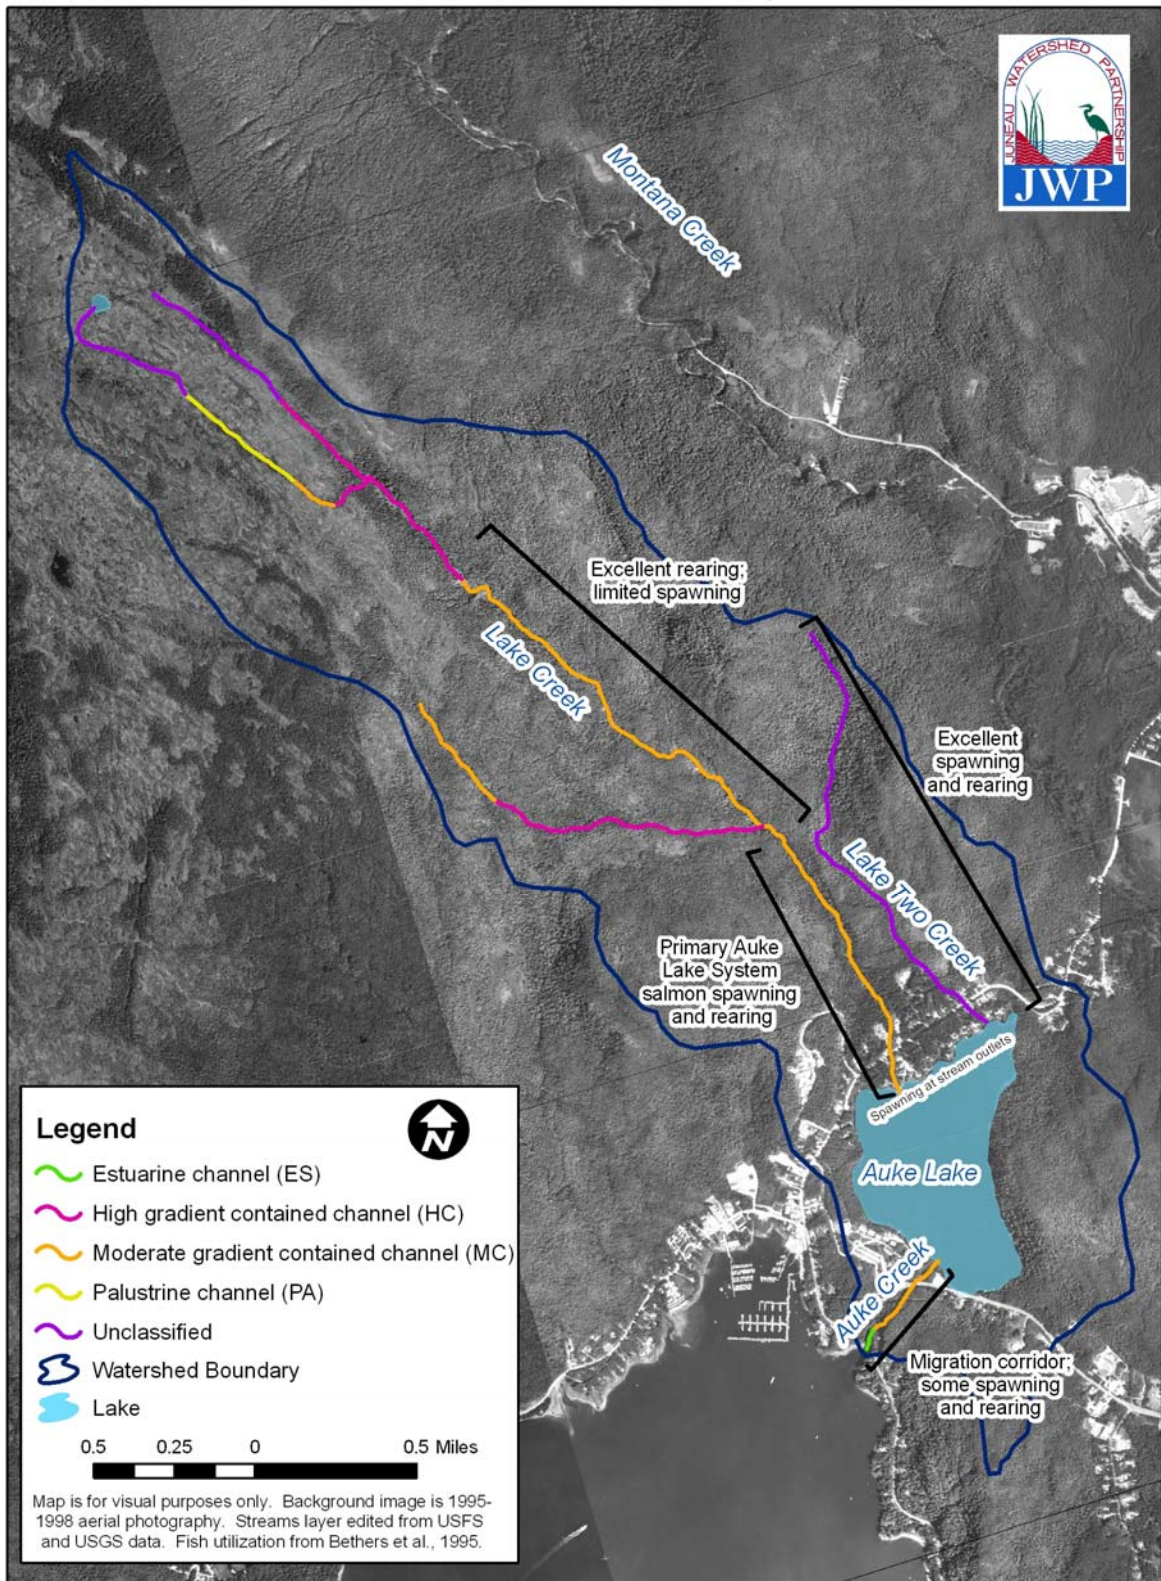 JUNEAU WATERSHED PARTNERSHIP
JWP
Montana Creek
Excellent rearing;
limited spawning
Lake Creek
Excellent
spawning
and rearing
Lake Two Creek
Primary Auke
Lake System
salmon spawning
and rearing
Spawning at stream outlets
Auke Lake
Auke Creek
Migration corridor;
some spawning
and rearing
Legend
N
Estuarine channel (ES)
High gradient contained channel (HC)
Moderate gradient contained channel (MC)
Palustrine channel (PA)
Unclassified
Watershed Boundary
Lake
0.5 0.25 0 0.5 Miles
Map is for visual purposes only. Background image is 1995-
1998 aerial photography. Streams layer edited from USFS
and USGS data. Fish utilization from Bethers et al., 1995.